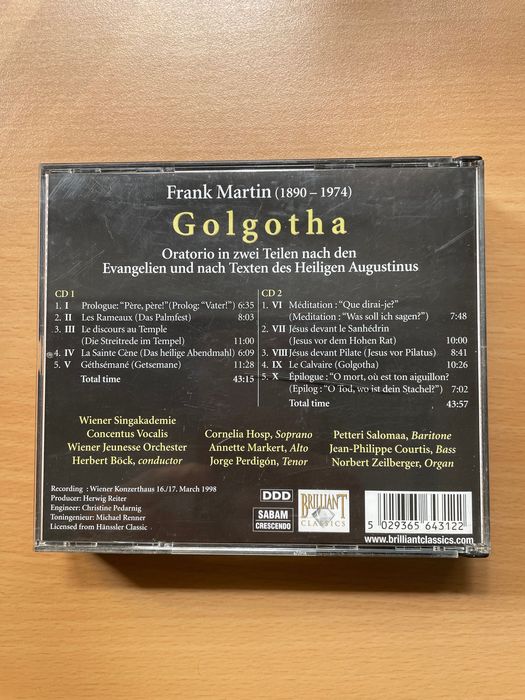 Frank Martin (1890 – 1974)
Golgotha
Oratorio in zwei Teilen nach den
Evangelien und nach Texten des Heiligen Augustinus
CD 1
1. I Prologue: "Père, père!"(Prolog: "Vater!") 6:35
2. II Les Rameaux (Das Palmfest) 8:03
3. III Le discours au Temple
(Die Streitrede im Tempel) 11:00
4. IV La Sainte Cène (Das heilige Abendmahl) 6:09
5. V Géthsémané (Getsemane) 11:28
Total time 43:15
CD 2
1. VI Méditation : "Que dirai-je?"
(Meditation : "Was soll ich sagen?") 7:48
2. VII Jésus devant le Sanhédrin
(Jesus vor dem Hohen Rat) 10:00
3. VIII Jésus devant Pilate (Jesus vor Pilatus) 8:41
4. IX Le Calvaire (Golgotha) 10:26
5. X Épilogue : "O mort, où est ton aiguillon?
(Epilog : "O Tod, wo ist dein Stachel?") 7:02
Total time 43:57
Wiener Singakademie
Concentus Vocalis
Wiener Jeunesse Orchester
Herbert Böck, conductor
Cornelia Hosp, Soprano
Annette Markert, Alto
Jorge Perdigón, Tenor
Petteri Salomaa, Baritone
Jean-Philippe Courtis, Bass
Norbert Zeilberger, Organ
Recording : Wiener Konzerthaus 16./17. March 1998
Producer: Herwig Reiter
Engineer: Christine Pedarnig
Toningenieur: Michael Renner
Licensed from Hänssler Classic
DDD
SABAM
CRESCENDO
BRILLIANT
CLASSICS
5 029365 643122
www.brilliantclassics.com